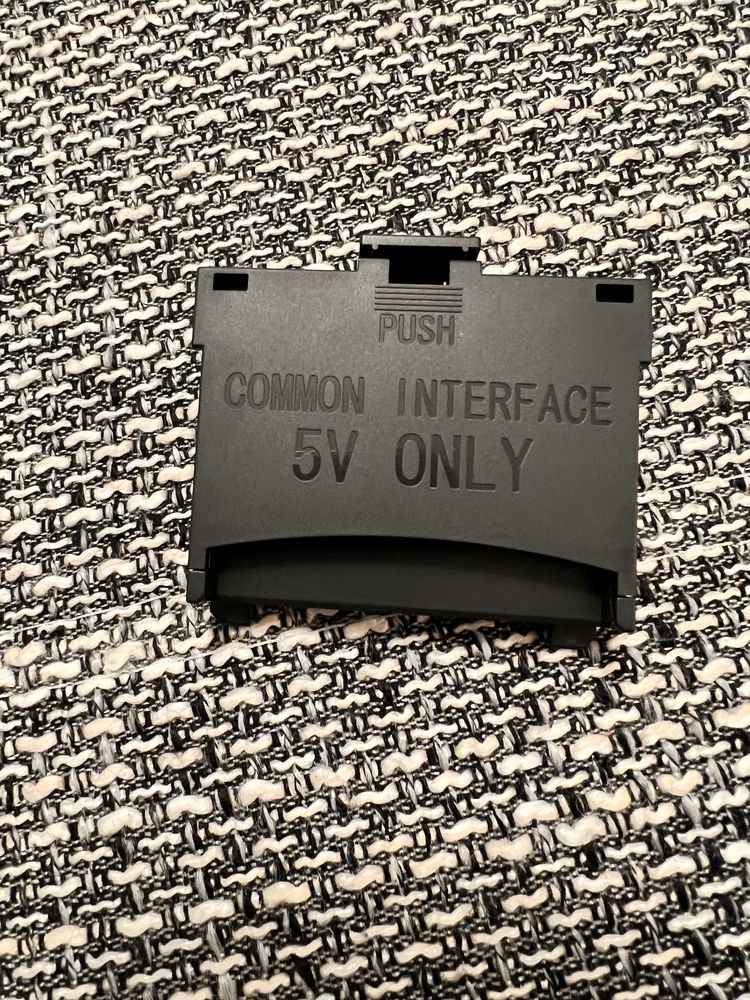 PUSH
COMMON INTERFACE
5V ONLY